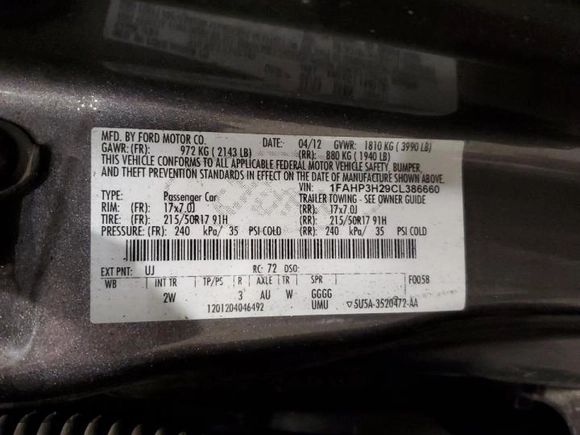 MFD. BY FORD MOTOR CO. DATE: 04/12 GVWR: 1810 KG ( 3990 LB)
GAWR: (FR): 972 KG ( 2143 LB) (RR): 880 KG ( 1940 LB)
THIS VEHICLE CONFORMS TO ALL APPLICABLE FEDERAL MOTOR VEHICLE SAFETY, BUMPER,
AND THEFT PREVENTION STANDARDS IN EFFECT ON THE DATE OF MANUFACTURE SHOWN ABOVE.
VIN: 1FAHP3H29CL386660
TYPE: Passenger Car TRAILER TOWING - SEE OWNER GUIDE
RIM: (FR): 17x7.0J (RR): 17x7.0J
TIRE: (FR): 215/50R17 91H (RR): 215/50R17 91H
PRESSURE: (FR): 240 kPa/ 35 PSI COLD (RR): 240 kPa/ 35 PSI COLD
EXT PNT: UJ RC: 72 DSO:
WB INT TR TP/PS R AXLE TR SPR F0058
2W 3 AU W GGGG
1201204046492 UMU ▽5U5A-3520472-AA